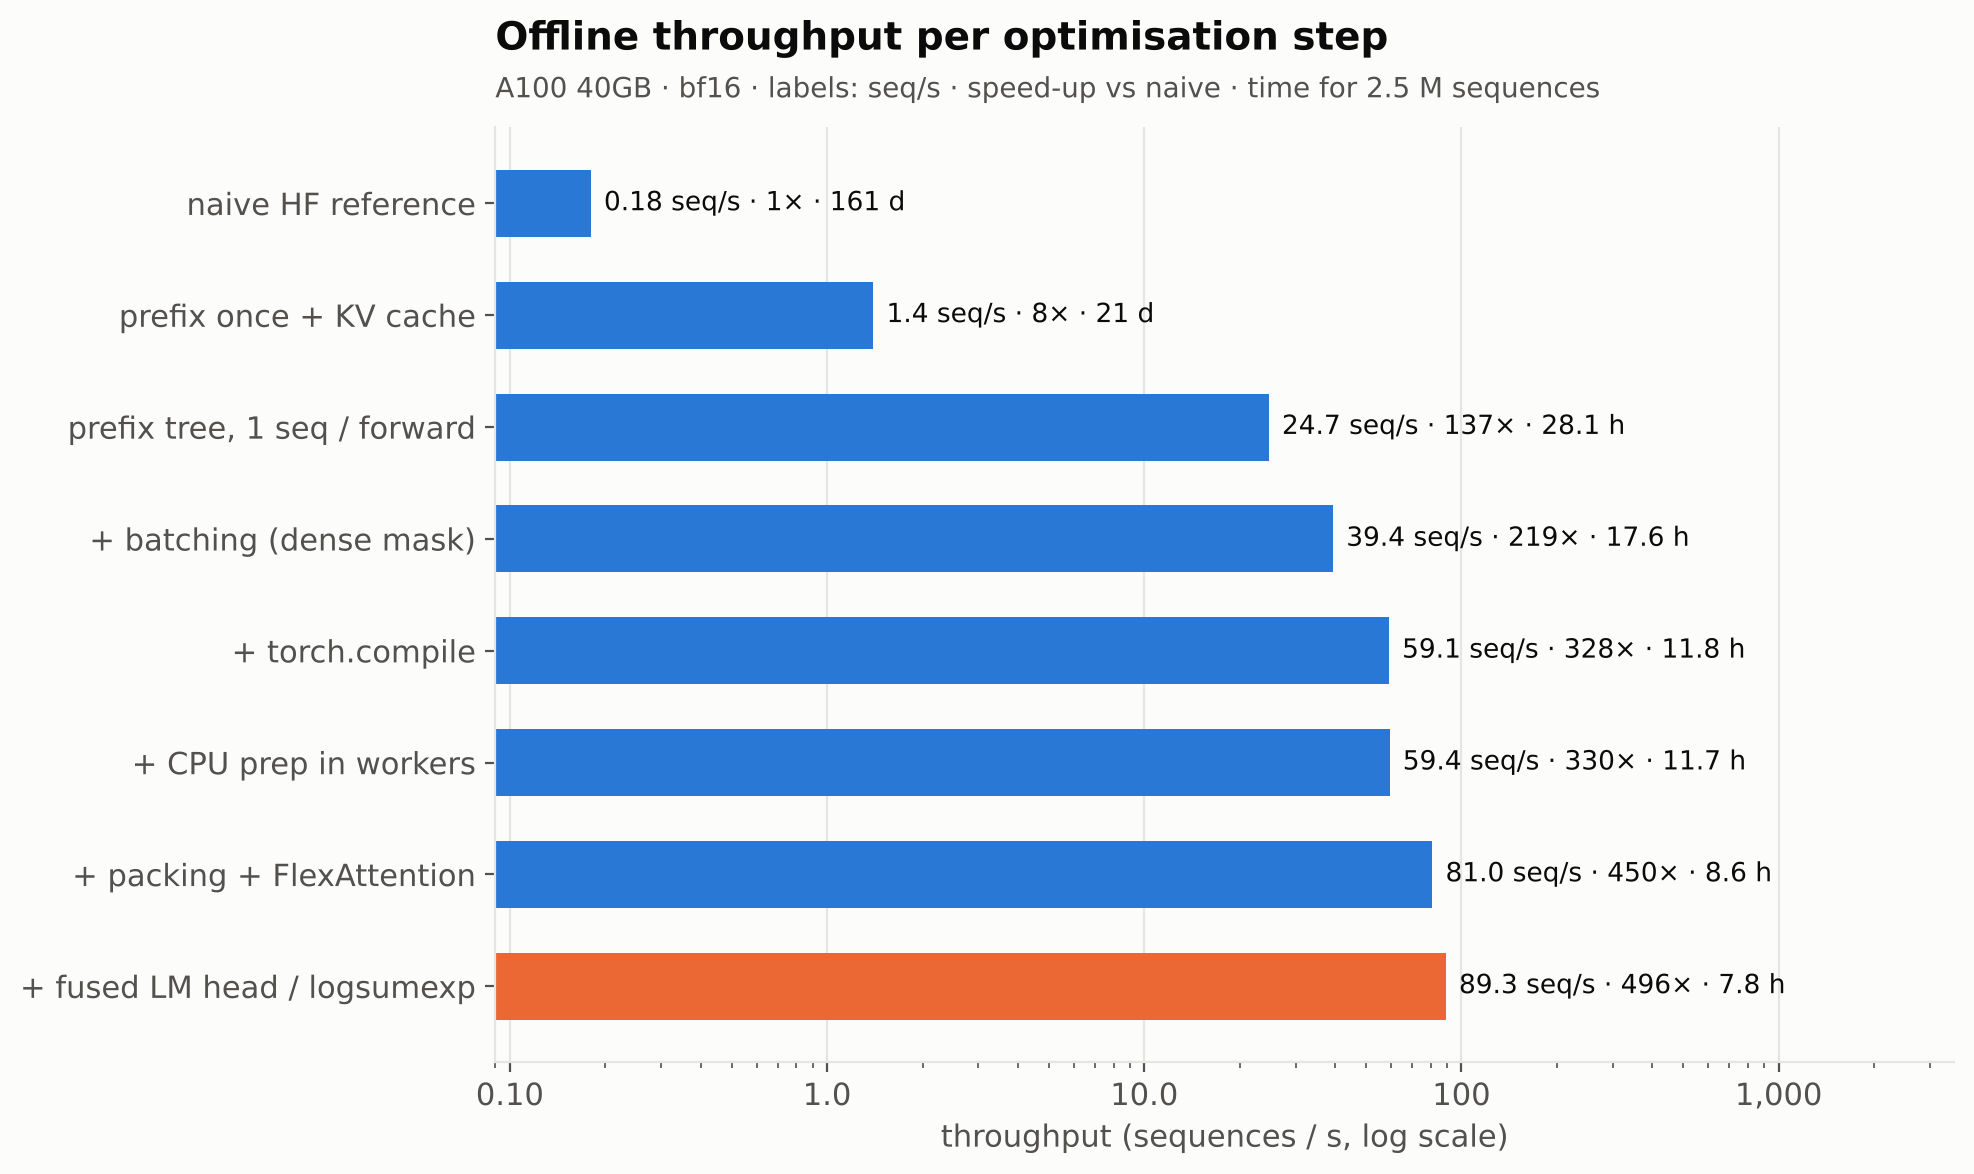 Offline throughput per optimisation step
A100 40GB · bf16 · labels: seq/s · speed-up vs naive · time for 2.5 M sequences
naive HF reference
0.18 seq/s · 1× · 161 d
prefix once + KV cache
1.4 seq/s · 8× · 21 d
prefix tree, 1 seq / forward
24.7 seq/s · 137× · 28.1 h
+ batching (dense mask)
39.4 seq/s · 219× · 17.6 h
+ torch.compile
59.1 seq/s · 328× · 11.8 h
+ CPU prep in workers
59.4 seq/s · 330× · 11.7 h
+ packing + FlexAttention
81.0 seq/s · 450× · 8.6 h
+ fused LM head / logsumexp
89.3 seq/s · 496× · 7.8 h
0.10 1.0 10.0 100 1,000
throughput (sequences / s, log scale)